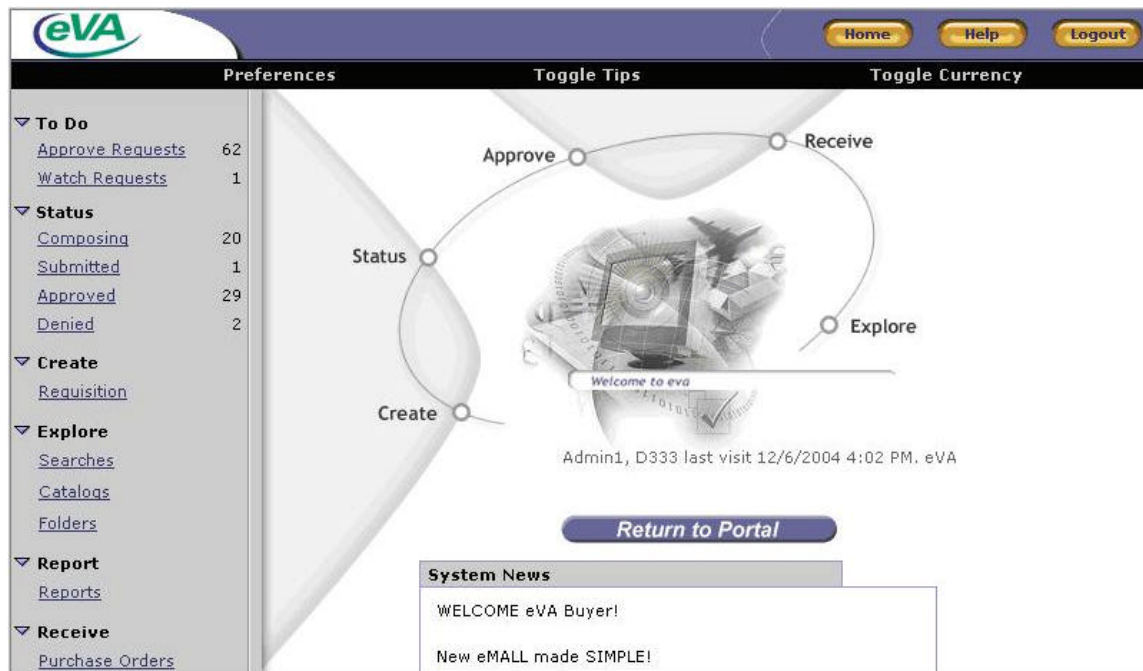 eVA
Home Help Logout
Preferences Toggle Tips Toggle Currency
To Do
Approve Requests 62
Watch Requests 1
Status
Composing 20
Submitted 1
Approved 29
Denied 2
Create
Requisition
Explore
Searches
Catalogs
Folders
Report
Reports
Receive
Purchase Orders
Approve
Receive
Status
Explore
Create
Welcome to eva
Admin1, D333 last visit 12/6/2004 4:02 PM. eVA
Return to Portal
System News
WELCOME eVA Buyer!
New eMALL made SIMPLE!